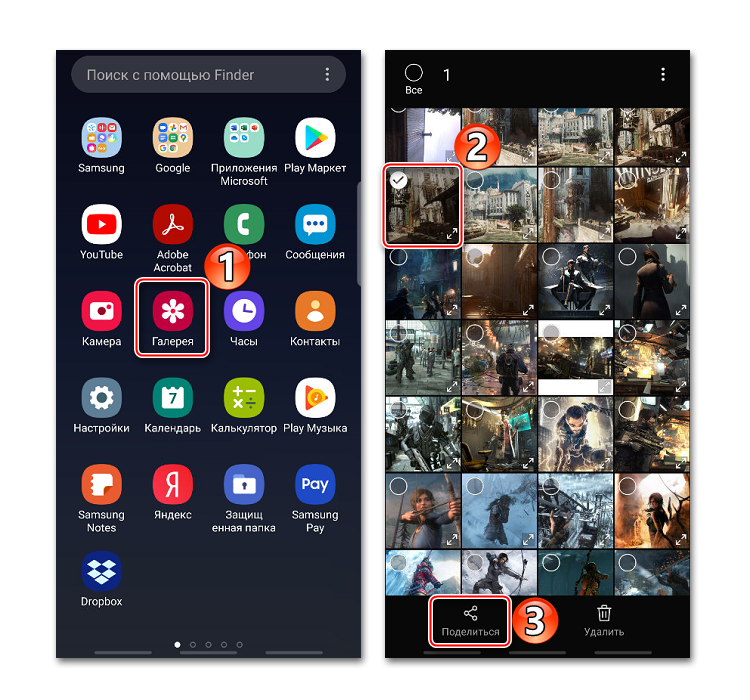 Поиск с помощью Finder
Samsung
Google
Приложения
Microsoft
Play Маркет
YouTube
Adobe
Acrobat
фон
Сообщения
1
Камера
Галерея
Часы
Контакты
7
Настройки
Календарь
Калькулятор
Play Музыка
Я
Pay
Samsung
Notes
Яндекс
Защищ
енная папка
Samsung
Pay
Dropbox
1
Все
2
Поделиться
3
Удалить